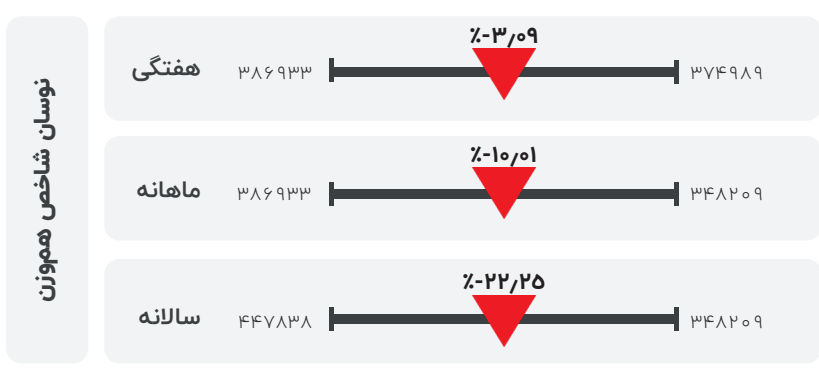 نوسان شاخص هم‌وزن
٪-۳٫۰۹
هفتگی ۳۸۶۹۳۳ ۳۷۴۹۸۹
٪-۱۰٫۰۱
ماهانه ۳۸۶۹۳۳ ۳۴۸۲۰۹
٪-۲۲٫۲۵
سالانه ۴۴۷۸۳۸ ۳۴۸۲۰۹